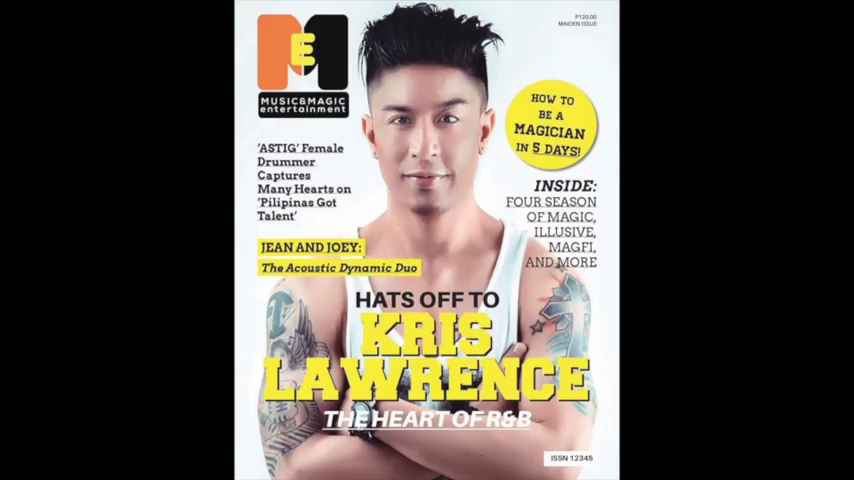 P120.00
MAIDEN ISSUE
ME
MUSIC&MAGIC
entertainment
HOW TO
BE A
MAGICIAN
IN 5 DAYS!
'ASTIG' Female
Drummer
Captures
Many Hearts on
'Pilipinas Got
Talent'
INSIDE:
FOUR SEASON
OF MAGIC,
ILLUSIVE,
MAGFI,
AND MORE
JEAN AND JOEY:
The Acoustic Dynamic Duo
HATS OFF TO
KRIS
LAWRENCE
THE HEART OF R&B
ISSN 12345